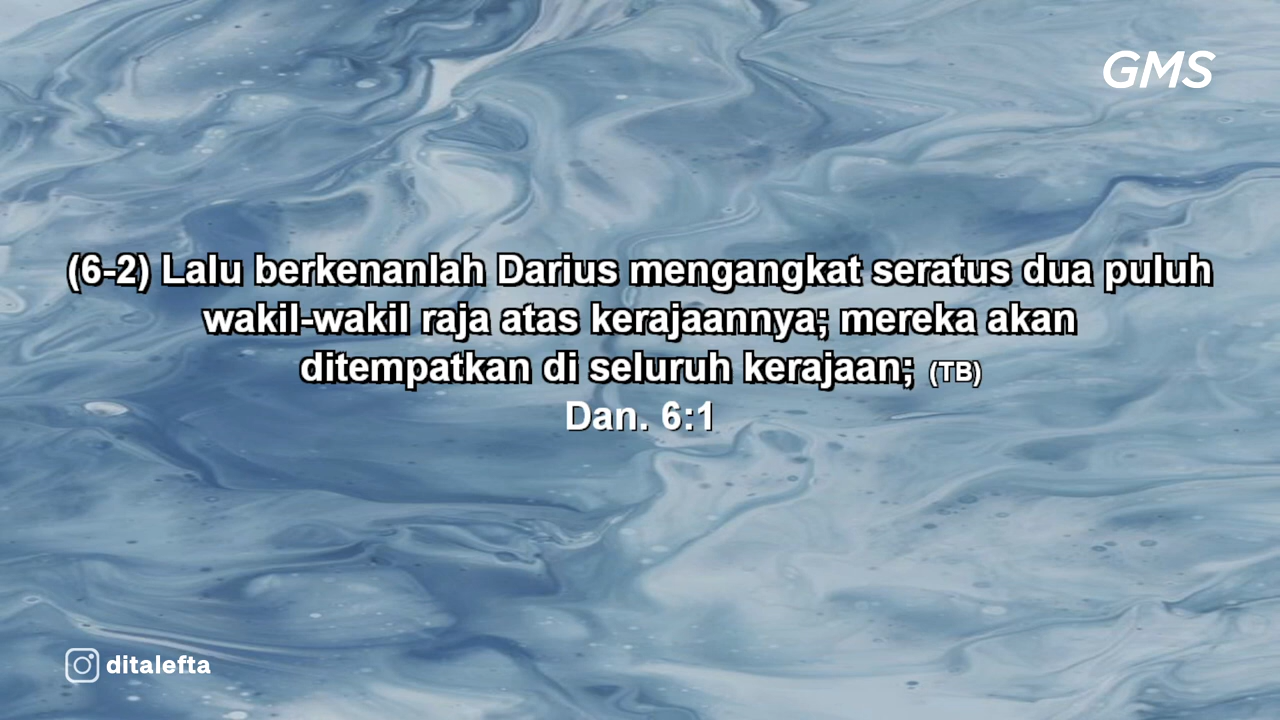 GMS
(6-2) Lalu berkenanlah Darius mengangkat seratus dua puluh
wakil-wakil raja atas kerajaannya; mereka akan
ditempatkan di seluruh kerajaan; (TB)
Dan. 6:1
ditalefta